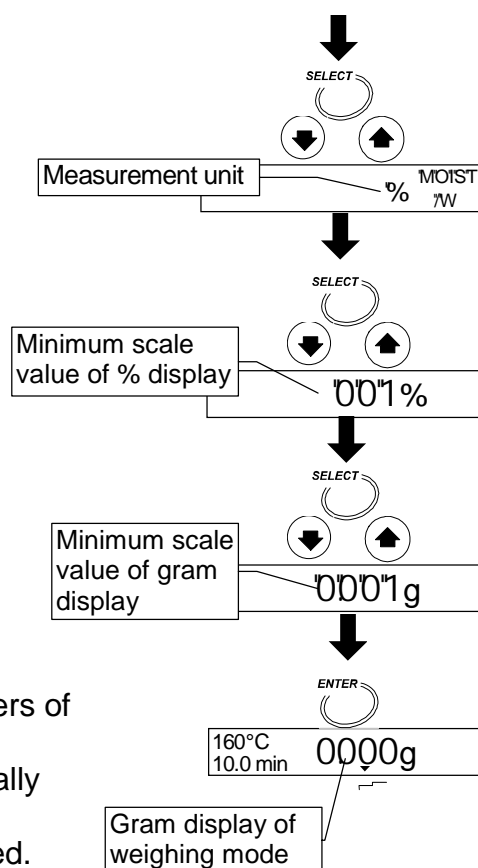 SELECT
Measurement unit
% MOIST
/W
SELECT
Minimum scale
value of % display
0.01%
SELECT
Minimum scale
value of gram
display
0.001g
ENTER
ers of
160°C
10.0 min
0.000g
ally
Gram display of
weighing mode
ed.